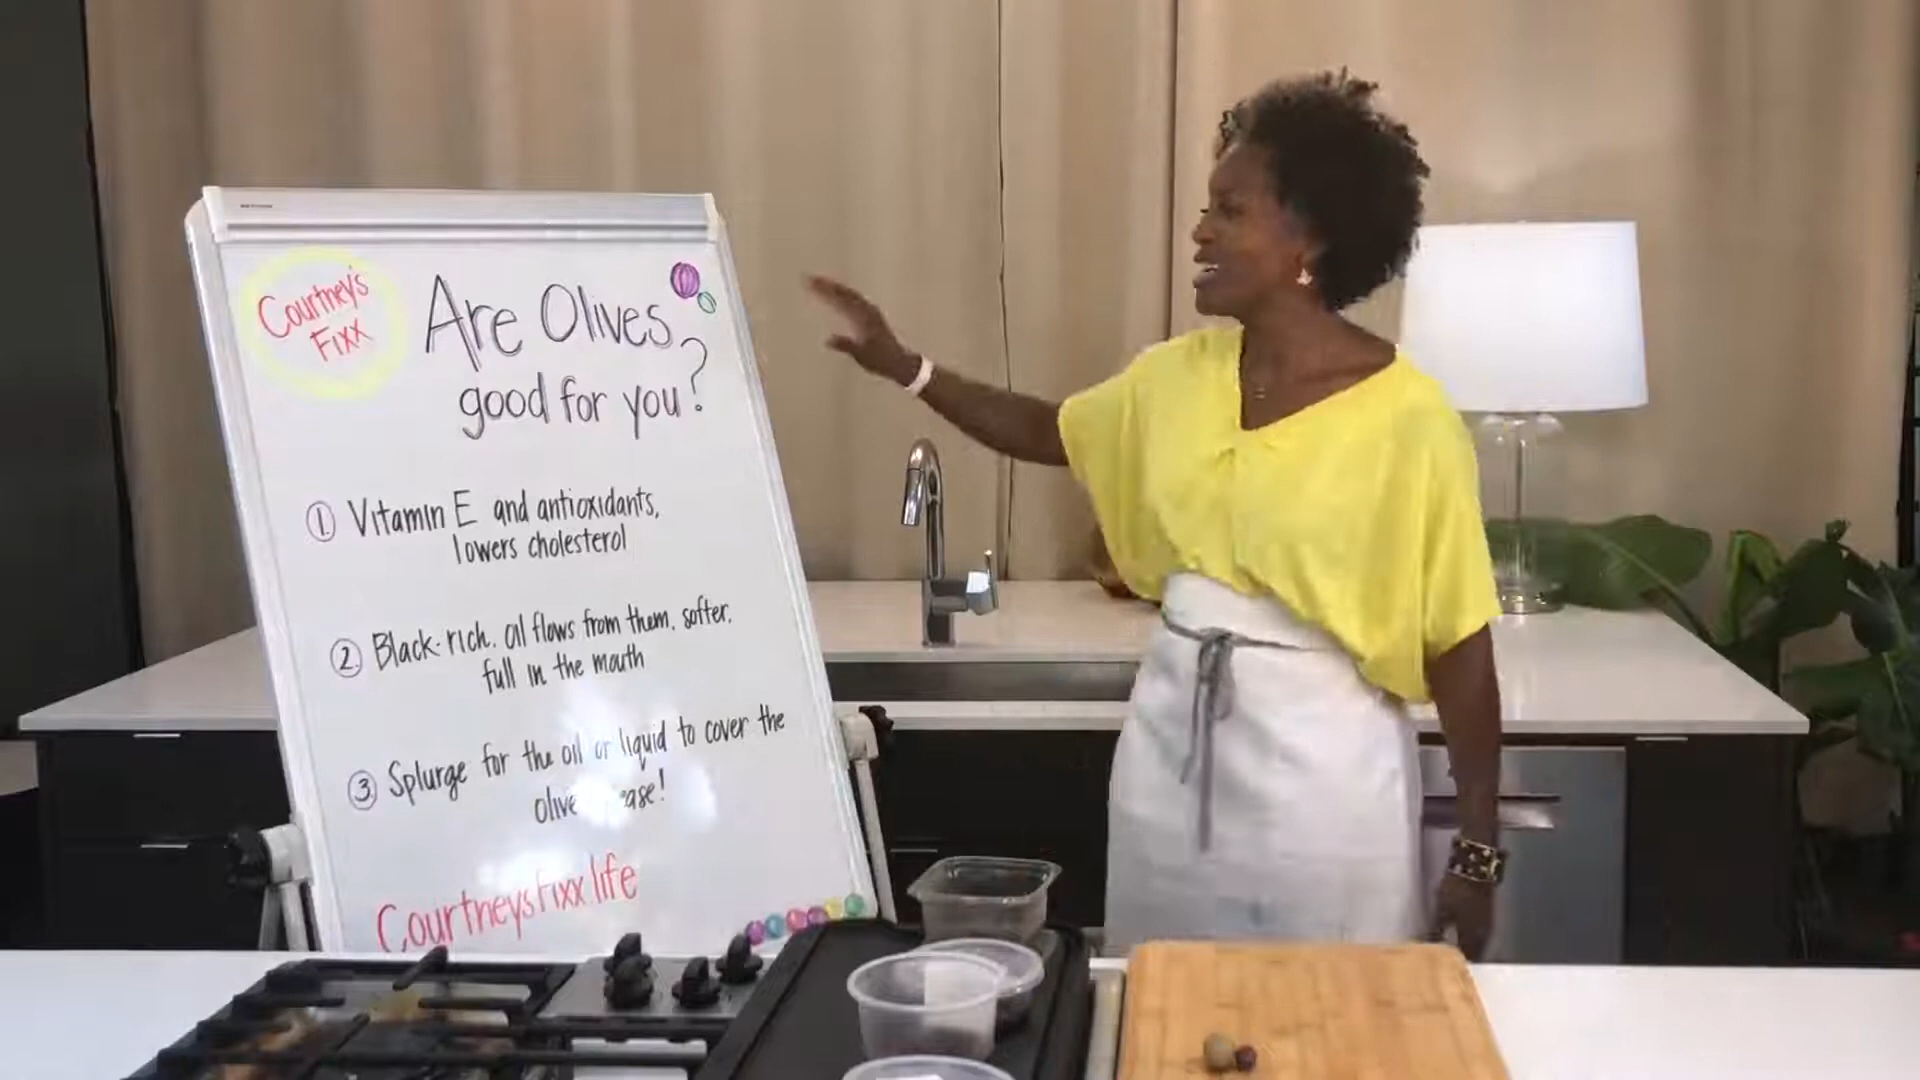 Courtney's
Fixx
Are Olives
good for you?
1. Vitamin E and antioxidants,
lowers cholesterol
2. Black-rich. oil flows from them. softer.
full in the mouth
3. Splurge for the oil or liquid to cover the
olive ease!
Courtneysfixx.life